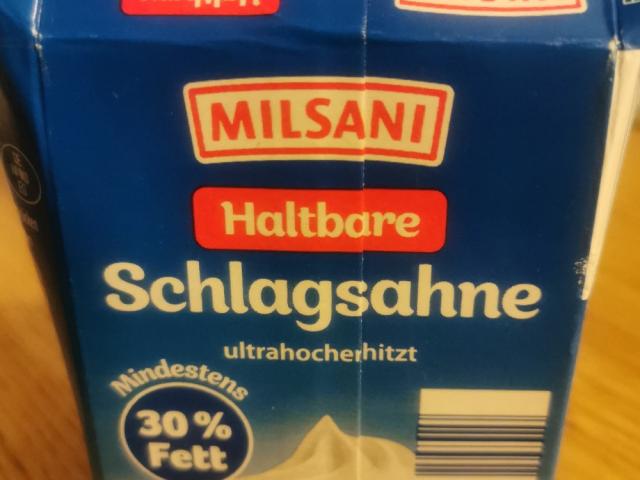 MILSANI
Haltbare
Schlagsahne
ultrahocherhitzt
Mindestens
30 %
Fett